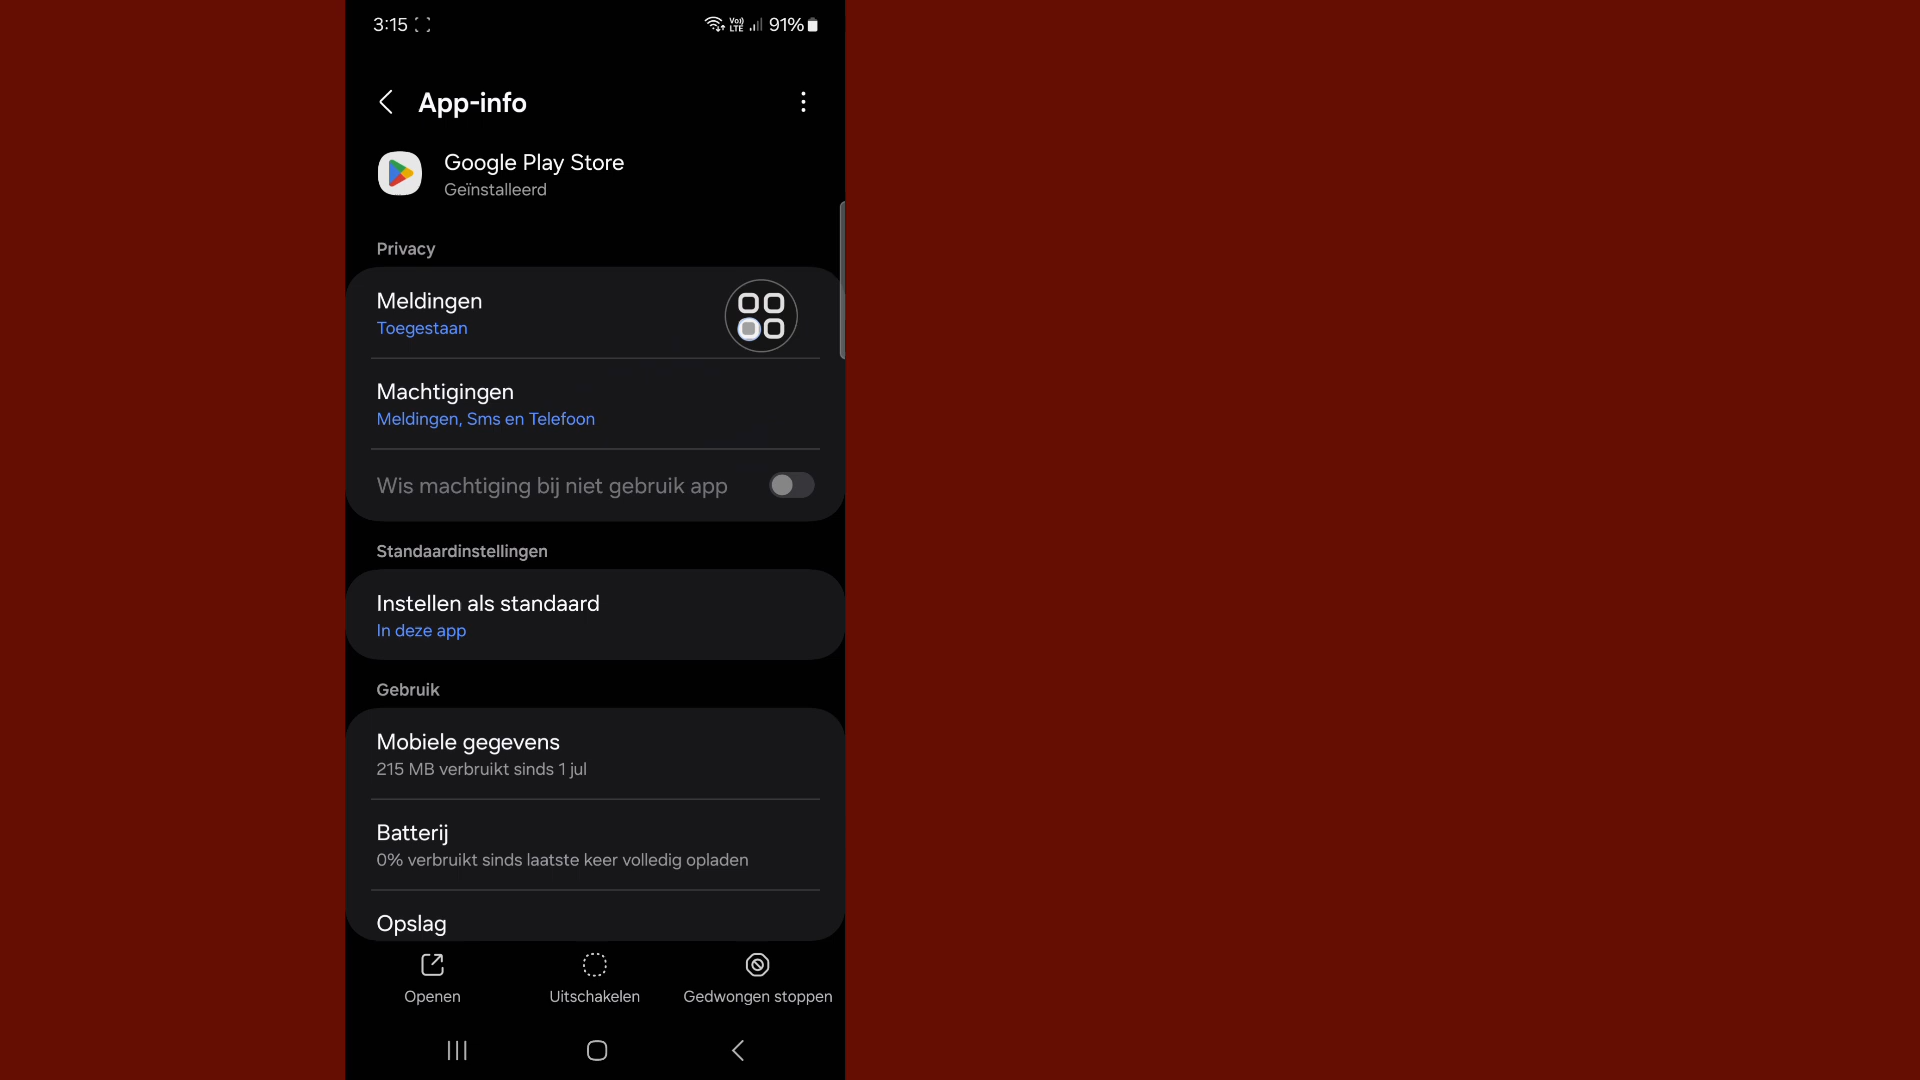 3:15
Vo)) LTE
91%
App-info
Google Play Store
Geïnstalleerd
Privacy
Meldingen
Toegestaan
Machtigingen
Meldingen, Sms en Telefoon
Wis machtiging bij niet gebruik app
Standaardinstellingen
Instellen als standaard
In deze app
Gebruik
Mobiele gegevens
215 MB verbruikt sinds 1 jul
Batterij
0% verbruikt sinds laatste keer volledig opladen
Opslag
Openen
Uitschakelen
Gedwongen stoppen